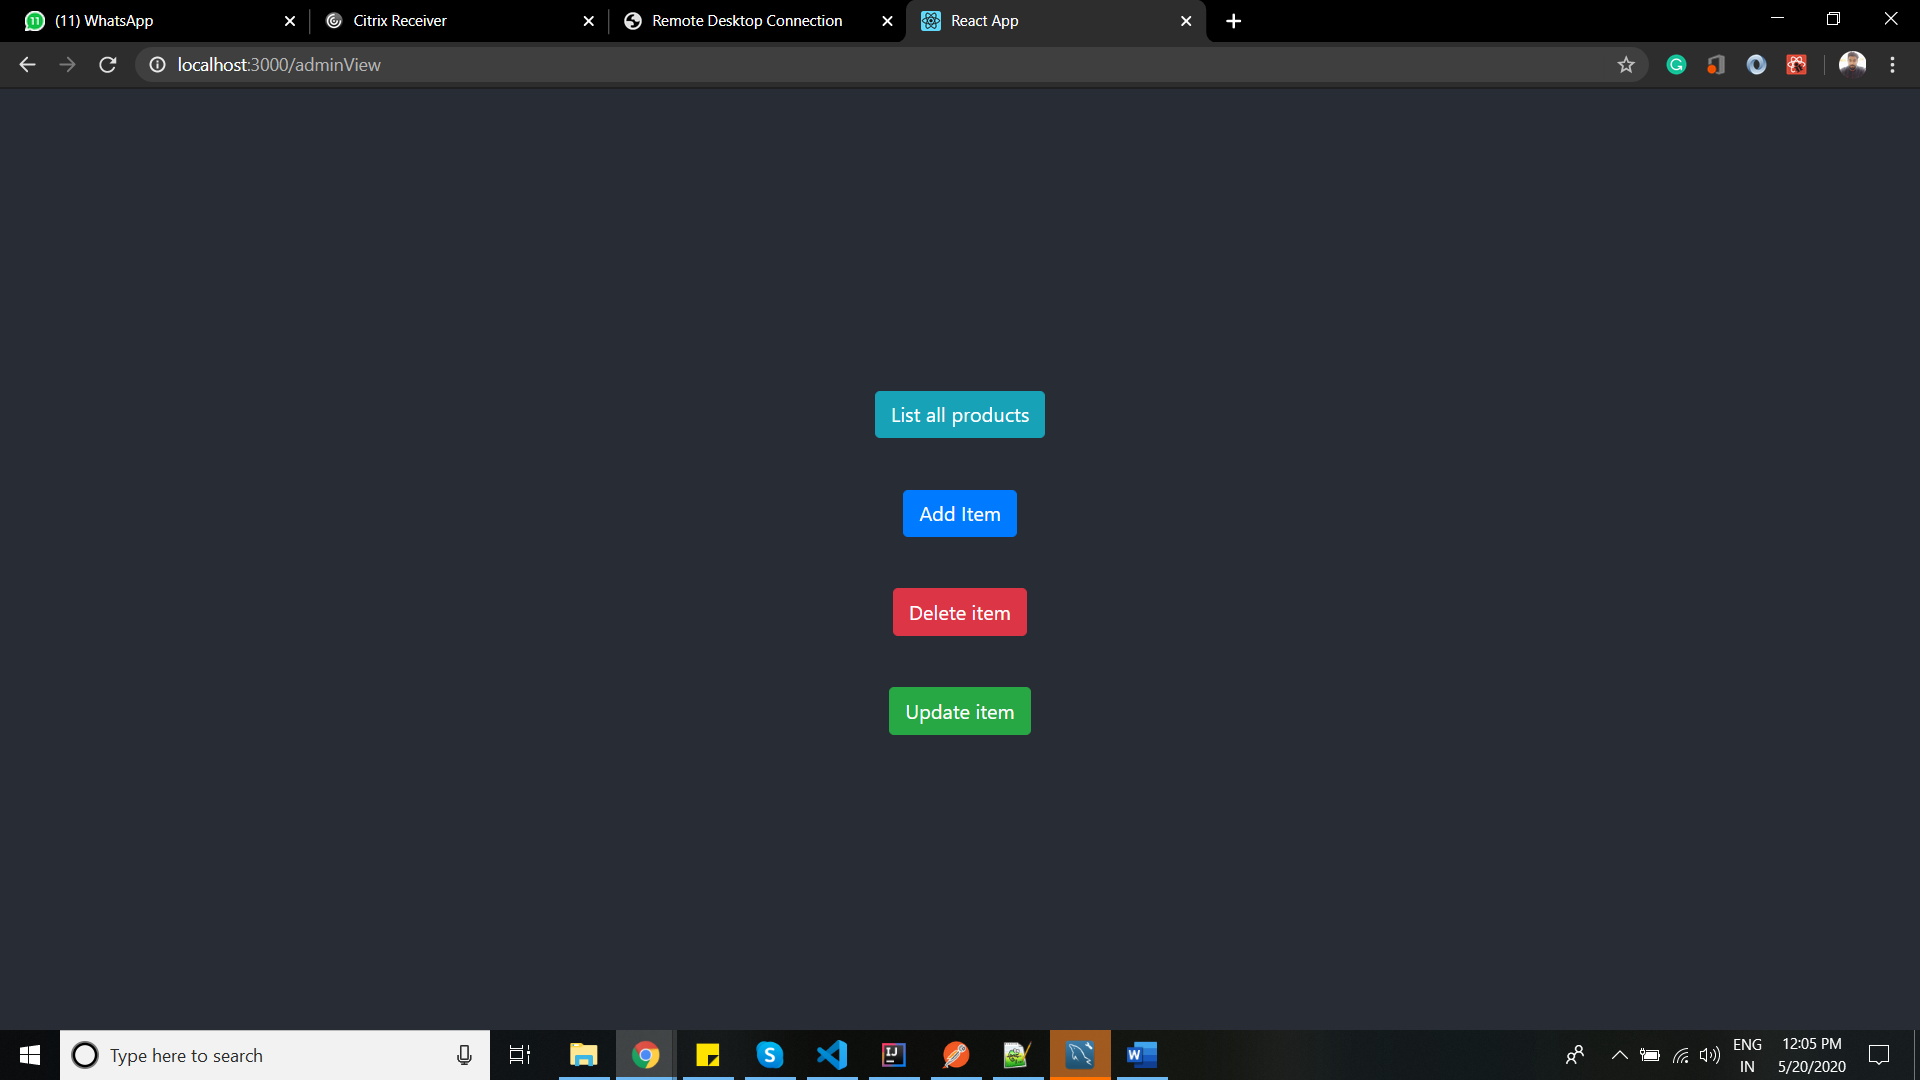 (11) WhatsApp
Citrix Receiver
Remote Desktop Connection
React App
localhost:3000/adminView
List all products
Add Item
Delete item
Update item
Type here to search
ENG
IN
12:05 PM
5/20/2020